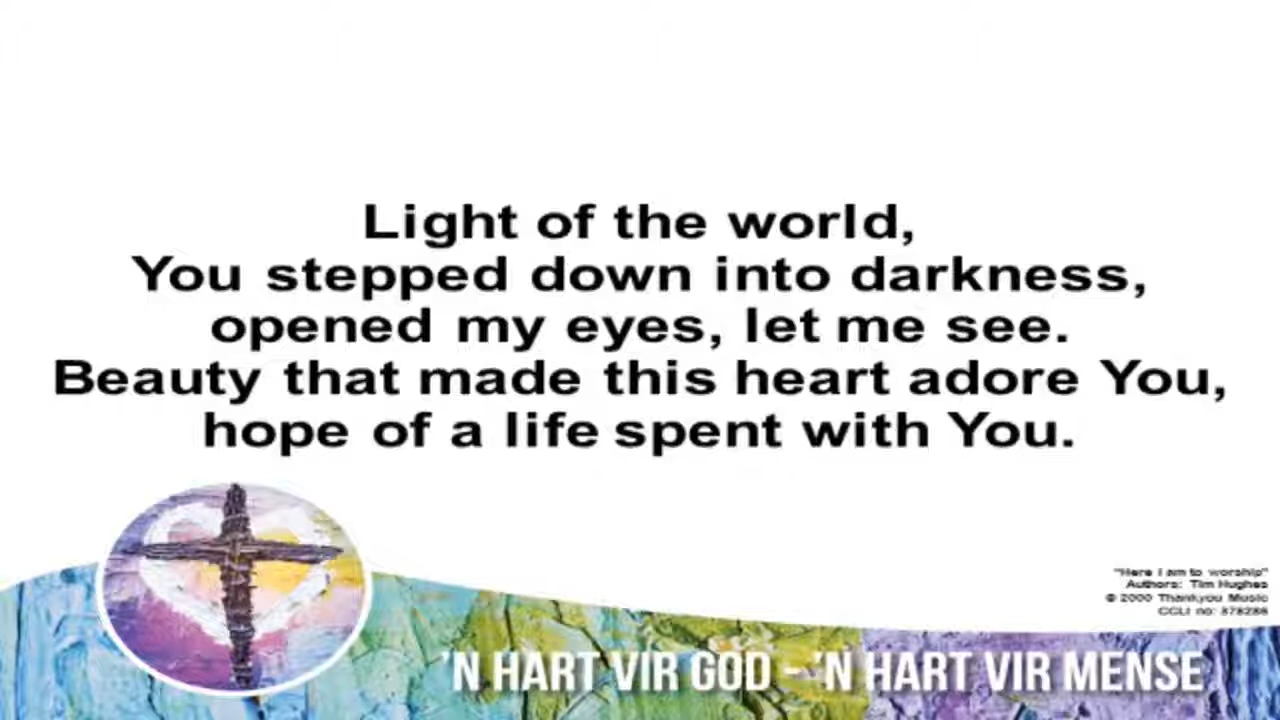 Light of the world,
You stepped down into darkness,
opened my eyes, let me see.
Beauty that made this heart adore You,
hope of a life spent with You.
"Here I am to worship"
Authors: Tim Hughes
© 2000 Thankyou Music
CCLI no: 878286
'N HART VIR GOD - 'N HART VIR MENSE